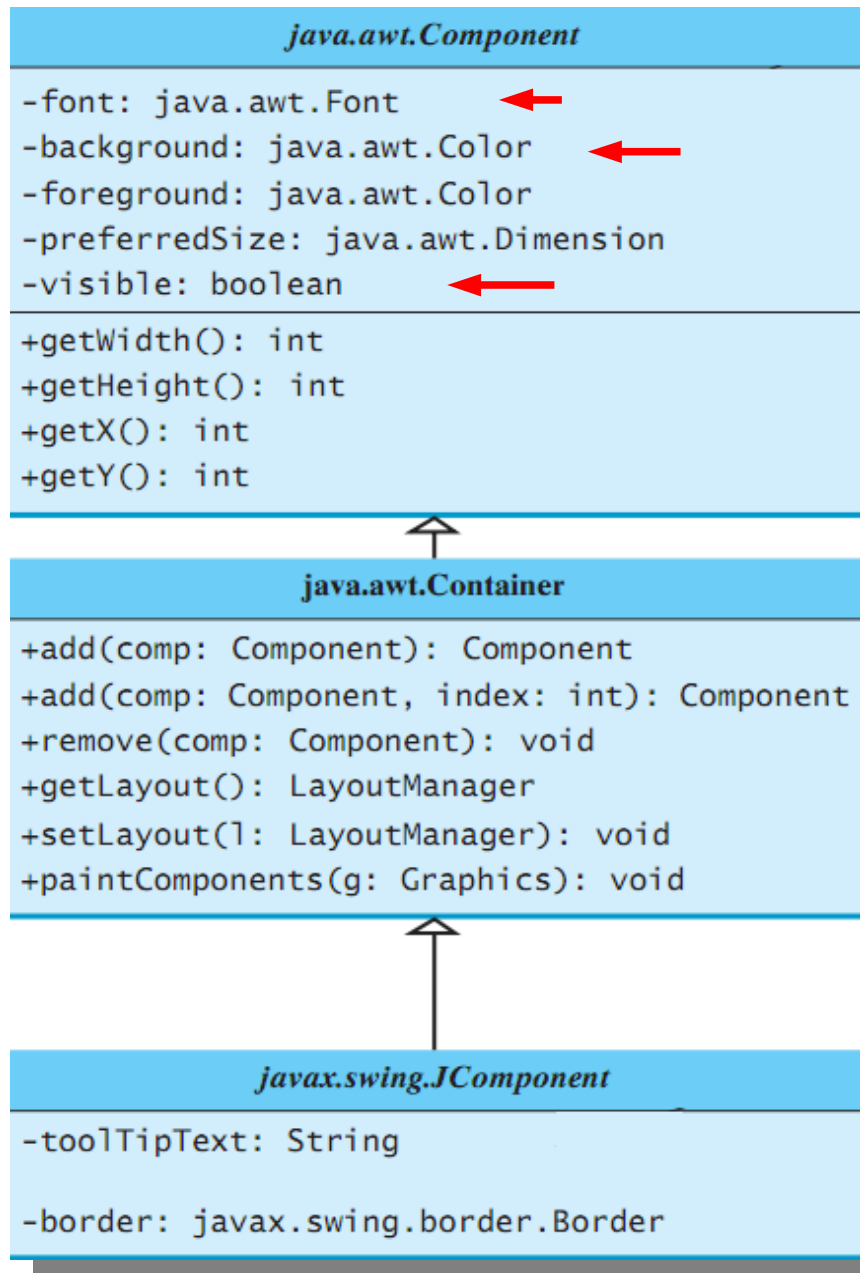 java.awt.Component
-font: java.awt.Font
-background: java.awt.Color
-foreground: java.awt.Color
-preferredSize: java.awt.Dimension
-visible: boolean
+getWidth(): int
+getHeight(): int
+getX(): int
+getY(): int
java.awt.Container
+add(comp: Component): Component
+add(comp: Component, index: int): Component
+remove(comp: Component): void
+getLayout(): LayoutManager
+setLayout(l: LayoutManager): void
+paintComponents(g: Graphics): void
javax.swing.JComponent
-toolTipText: String
-border: javax.swing.border.Border